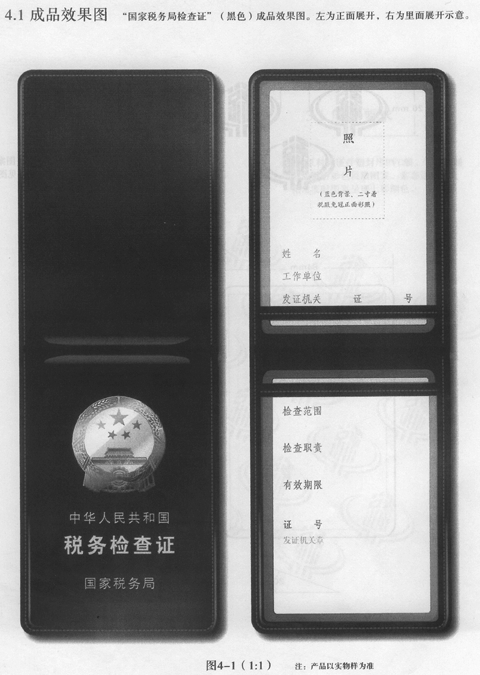 4.1 成品效果图 “国家税务局检查证”（黑色）成品效果图。左为正面展开，右为里面展开示意。
中华人民共和国
税务检查证
国家税务局
照
片
（蓝色背景、二寸着
税服免冠正面彩照）
姓 名
工作单位
发证机关 证 号
检查范围
检查职责
有效期限
证 号
发证机关章
图4-1（1:1） 注：产品以实物样为准